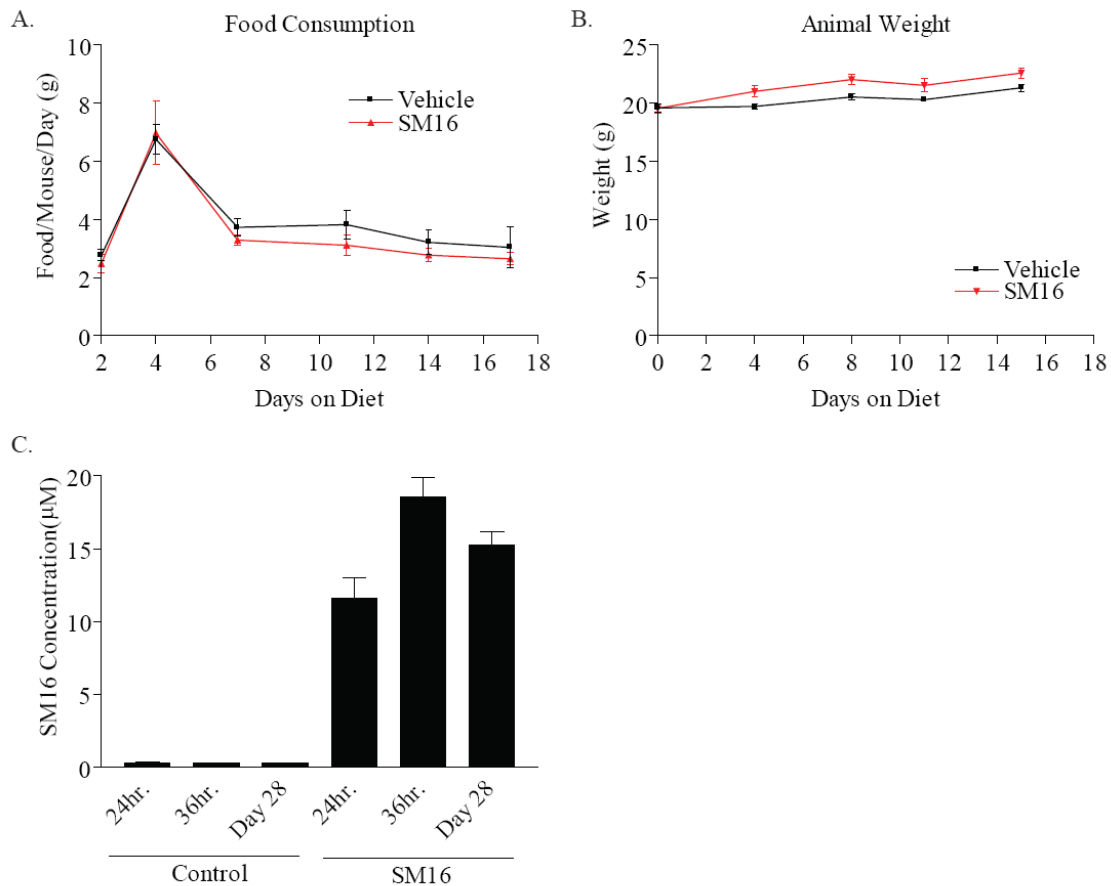 A.
Food Consumption
10
8
6
4
2
0
Food/Mouse/Day (g)
Vehicle
SM16
2 4 6 8 10 12 14 16 18
Days on Diet
B.
Animal Weight
25
20
15
10
5
0
Weight (g)
Vehicle
SM16
0 2 4 6 8 10 12 14 16 18
Days on Diet
C.
20
15
10
5
0
SM16 Concentration(μM)
24hr. 36hr. Day 28 24hr. 36hr. Day 28
Control SM16